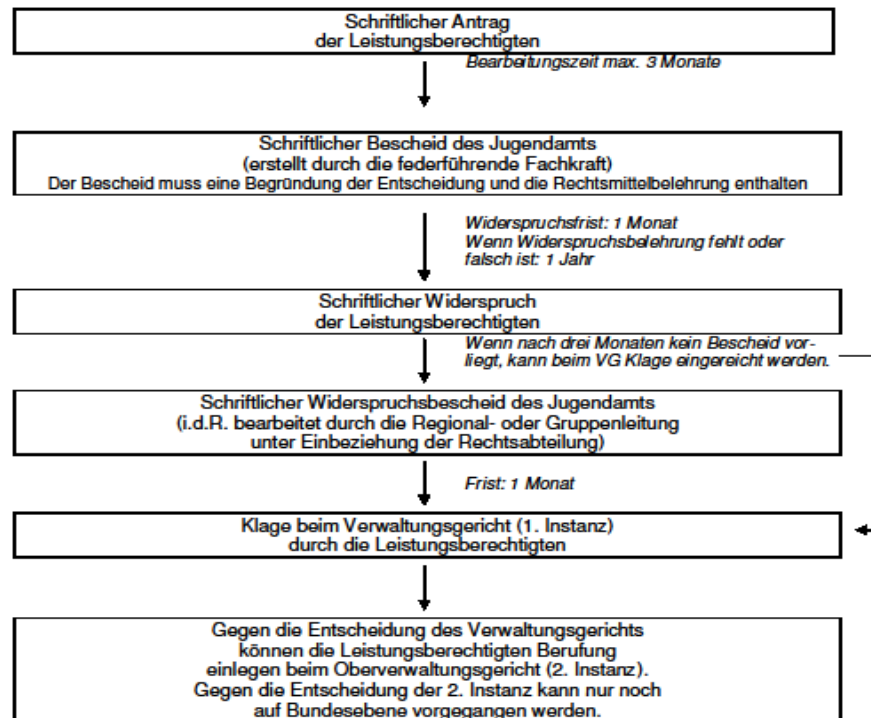 Schriftlicher Antrag
der Leistungsberechtigten
Bearbeitungszeit max. 3 Monate
Schriftlicher Bescheid des Jugendamts
(erstellt durch die federführende Fachkraft)
Der Bescheid muss eine Begründung der Entscheidung und die Rechtsmittelbelehrung enthalten
Widerspruchsfrist: 1 Monat
Wenn Widerspruchsbelehrung fehlt oder
falsch ist: 1 Jahr
Schriftlicher Widerspruch
der Leistungsberechtigten
Wenn nach drei Monaten kein Bescheid vor-
liegt, kann beim VG Klage eingereicht werden.
Schriftlicher Widerspruchsbescheid des Jugendamts
(i.d.R. bearbeitet durch die Regional- oder Gruppenleitung
unter Einbeziehung der Rechtsabteilung)
Frist: 1 Monat
Klage beim Verwaltungsgericht (1. Instanz)
durch die Leistungsberechtigten
Gegen die Entscheidung des Verwaltungsgerichts
können die Leistungsberechtigten Berufung
einlegen beim Oberverwaltungsgericht (2. Instanz).
Gegen die Entscheidung der 2. Instanz kann nur noch
auf Bundesebene vorgegangen werden.